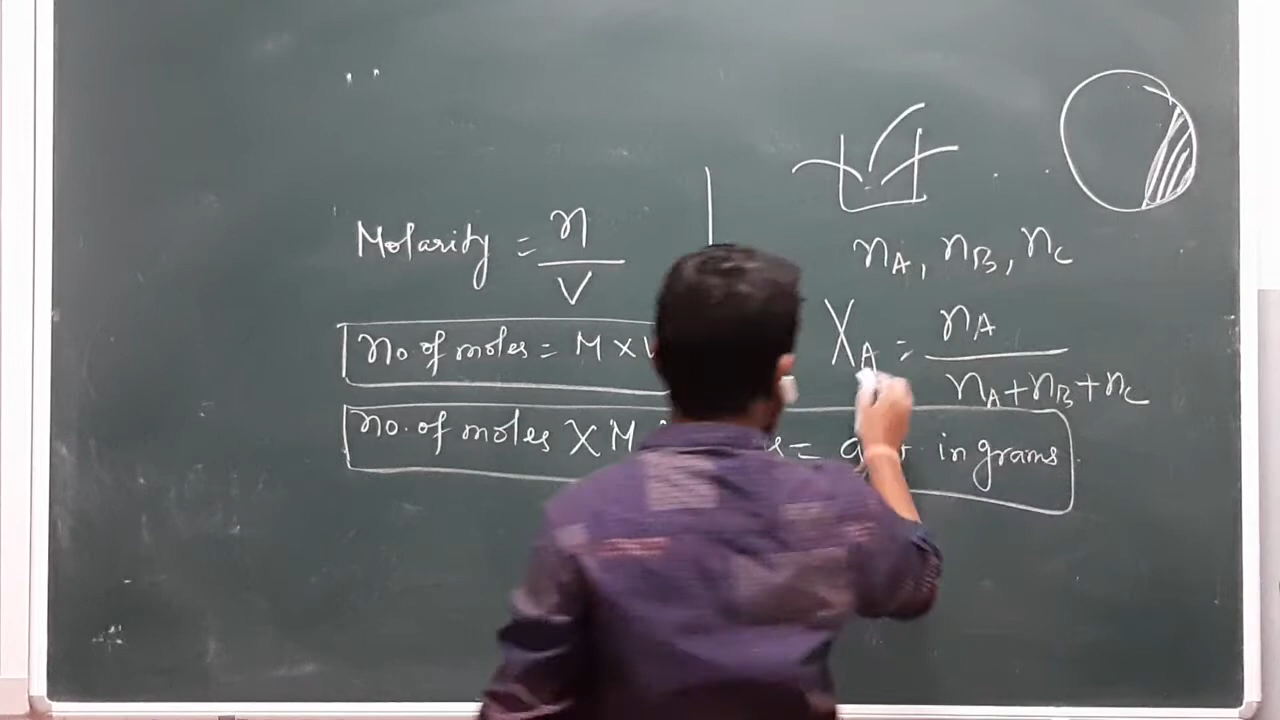 Molarity = n/V
No of moles = M × V
No. of moles × M = in grams
nA, nB, nC
XA = nA / nA+nB+nC